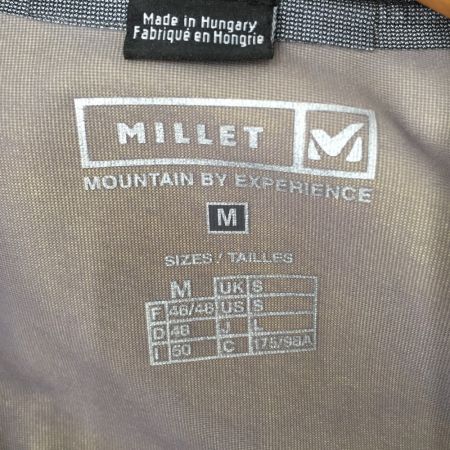 Made in Hungary
Fabriqué en Hongrie
MILLET M
MOUNTAIN BY EXPERIENCE
M
SIZES / TAILLES
M UK S
F 46/48 US S
D 48 J L
I 50 C 175/98A